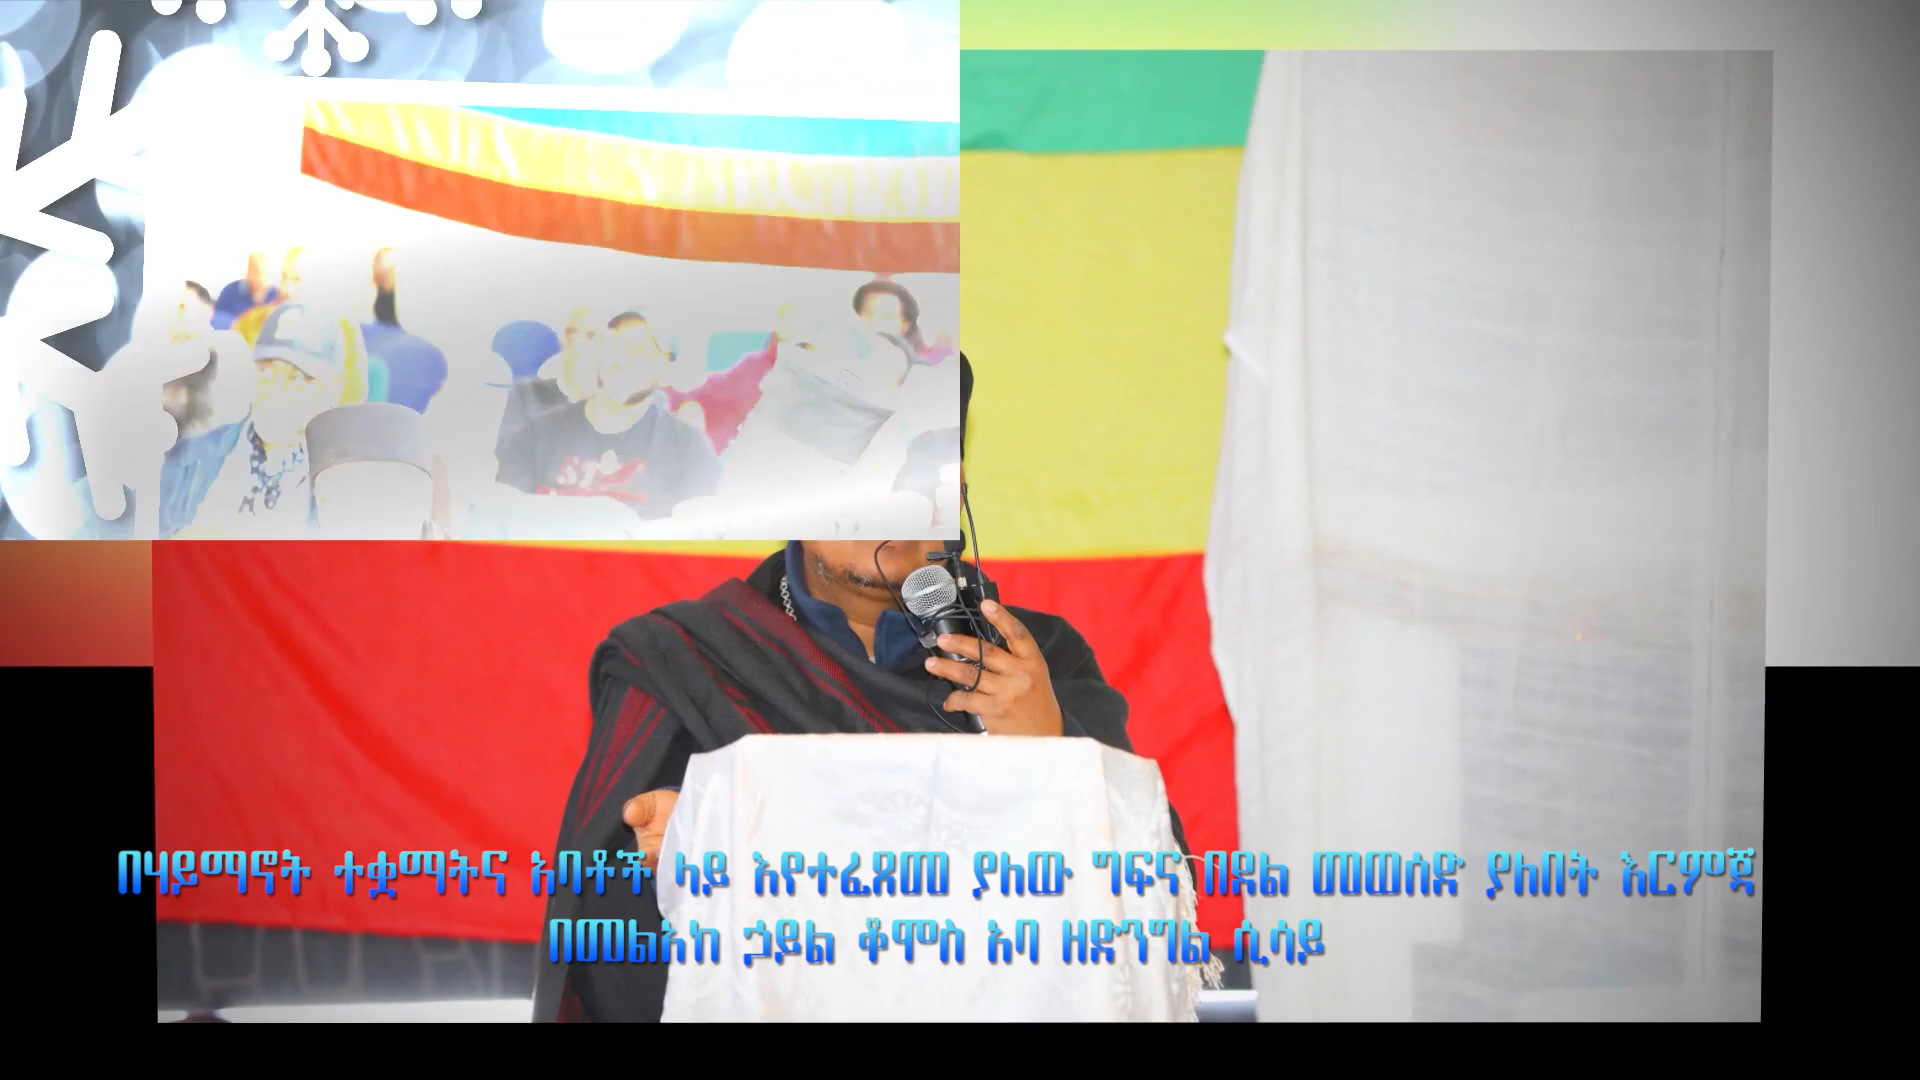 በሃይማኖት ተቋማትና አባቶች ላይ እየተፈጸመ ያለው ግፍና በደል መወሰድ ያለበት እርምጃ
በመልአከ ኃይል ቆሞስ አባ ዘድንግል ሲሳይ